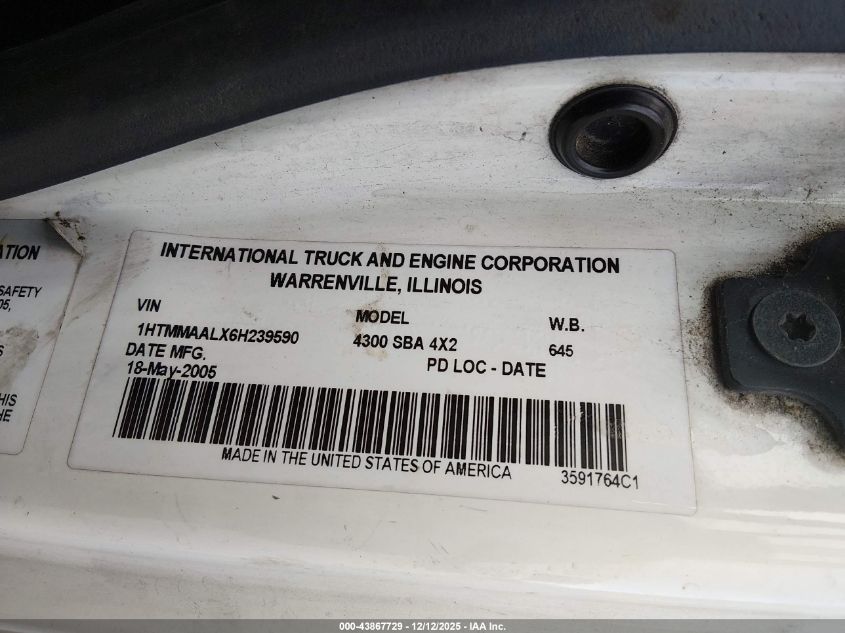 ATION
SAFETY
05,
S
HIS
HE
INTERNATIONAL TRUCK AND ENGINE CORPORATION
WARRENVILLE, ILLINOIS
VIN MODEL W.B.
1HTMMAALX6H239590 4300 SBA 4X2 645
DATE MFG. PD LOC - DATE
18-May-2005
MADE IN THE UNITED STATES OF AMERICA
3591764C1
000-43867729 - 12/12/2025 - IAA Inc.